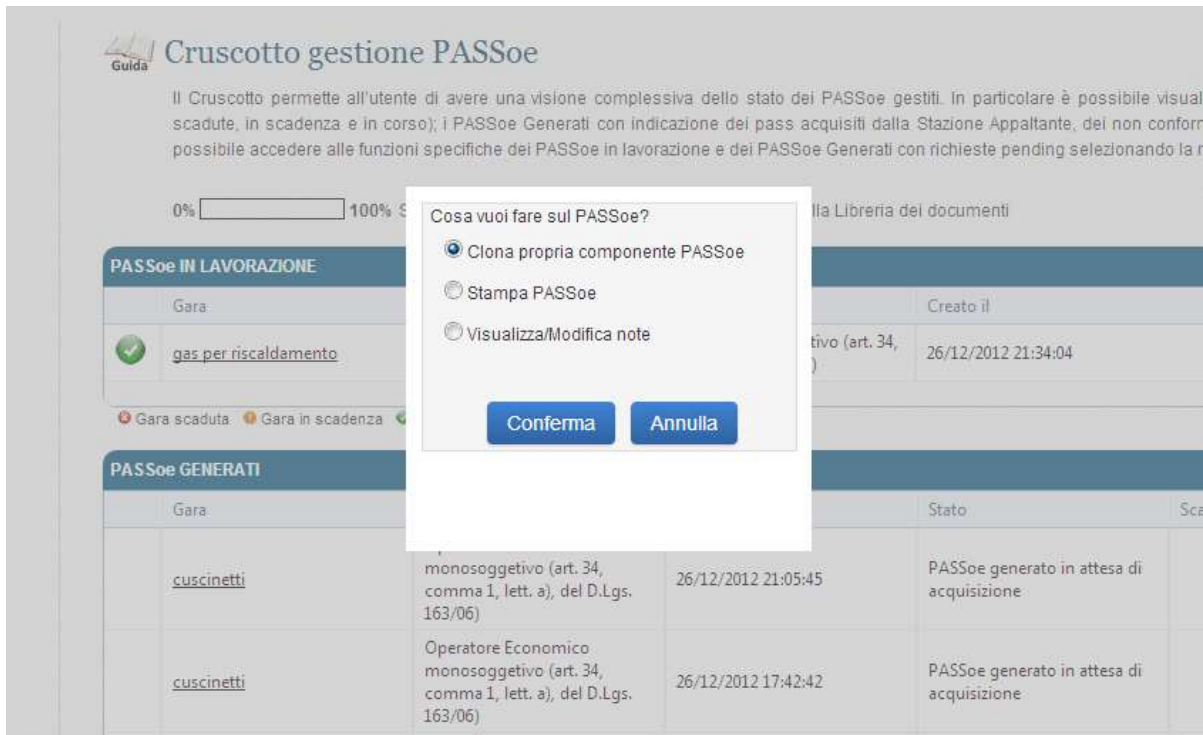 Guida
Cruscotto gestione PASSoe
Il Cruscotto permette all'utente di avere una visione complessiva dello stato dei PASSoe gestiti. In particolare è possibile visual
scadute, in scadenza e in corso); i PASSoe Generati con indicazione dei pass acquisiti dalla Stazione Appaltante, dei non conform
possibile accedere alle funzioni specifiche dei PASSoe in lavorazione e dei PASSoe Generati con richieste pending selezionando la
0% 100% lla Libreria dei documenti
Cosa vuoi fare sul PASSoe?
Clona propria componente PASSoe
Stampa PASSoe
Visualizza/Modifica note
Conferma Annulla
PASSoe IN LAVORAZIONE
Gara Creato il
gas per riscaldamento tivo (art. 34, 26/12/2012 21:34:04
)
Gara scaduta Gara in scadenza
PASSoe GENERATI
Gara Stato Sca
cuscinetti monosoggetivo (art. 34, comma 1, lett. a), del D.Lgs. 163/06) 26/12/2012 21:05:45 PASSoe generato in attesa di acquisizione
Operatore Economico
cuscinetti monosoggetivo (art. 34, comma 1, lett. a), del D.Lgs. 163/06) 26/12/2012 17:42:42 PASSoe generato in attesa di acquisizione